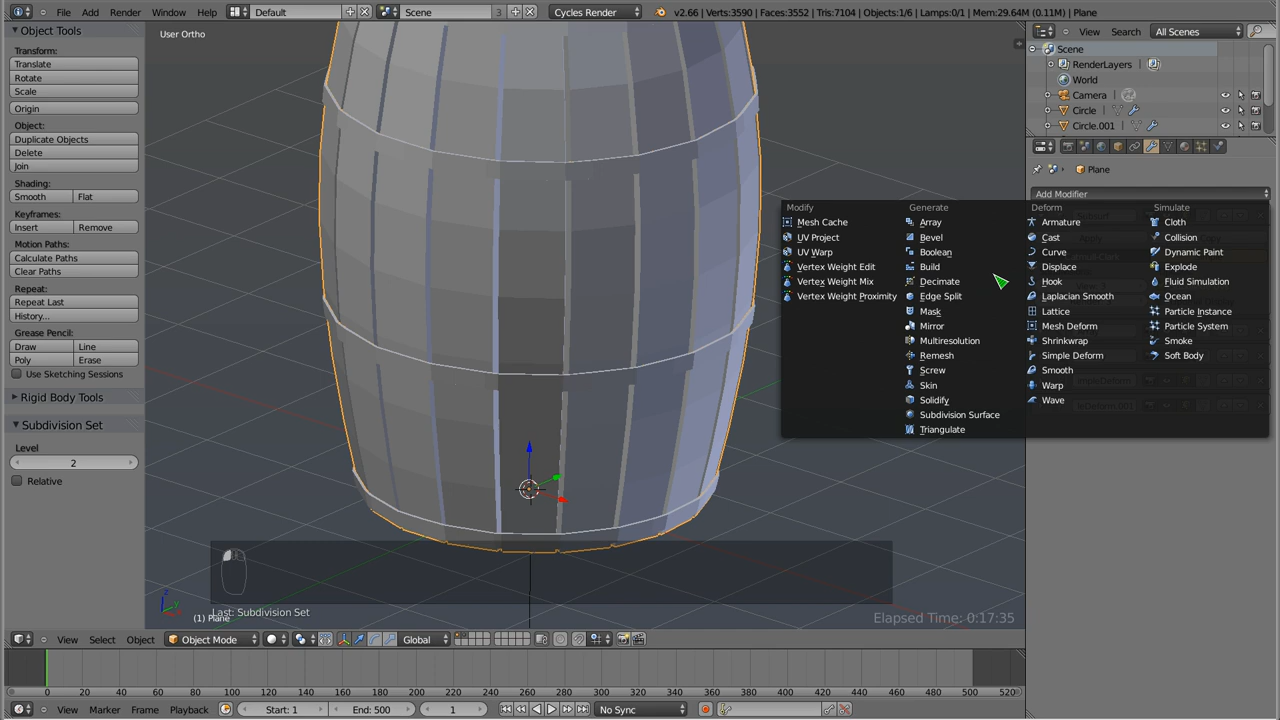 File Add Render Window Help Default Scene 3 Cycles Render v2.66 | Verts:3590 | Faces:3552 | Tris:7104 | Objects:1/6 | Lamps:0/1 | Mem:29.64M (0.11M) | Plane
Object Tools
Transform:
Translate
Rotate
Scale
Origin
Object:
Duplicate Objects
Delete
Join
Shading:
Smooth Flat
Keyframes:
Insert Remove
Motion Paths:
Calculate Paths
Clear Paths
Repeat:
Repeat Last
History...
Grease Pencil:
Draw Line
Poly Erase
Use Sketching Sessions
Rigid Body Tools
Subdivision Set
Level
2
Relative
User Ortho
Last: Subdivision Set
(1) Plane
Elapsed Time: 0:17:35
View Select Object Object Mode Global
View Search All Scenes
Scene
RenderLayers
World
Camera
Circle
Circle.001
Plane
Add Modifier
Modify
Mesh Cache
UV Project
UV Warp
Vertex Weight Edit
Vertex Weight Mix
Vertex Weight Proximity
Generate
Array
Bevel
Boolean
Build
Decimate
Edge Split
Mask
Mirror
Multiresolution
Remesh
Screw
Skin
Solidify
Subdivision Surface
Triangulate
Deform
Armature
Cast
Curve
Displace
Hook
Laplacian Smooth
Lattice
Mesh Deform
Shrinkwrap
Simple Deform
Smooth
Warp
Wave
Simulate
Cloth
Collision
Dynamic Paint
Explode
Fluid Simulation
Ocean
Particle Instance
Particle System
Smoke
Soft Body
0 20 40 60 80 100 120 140 160 180 200 220 240 260 280 300 320 340 360 380 400 420 440 460 480 500 520
View Marker Frame Playback Start: 1 End: 500 1 No Sync